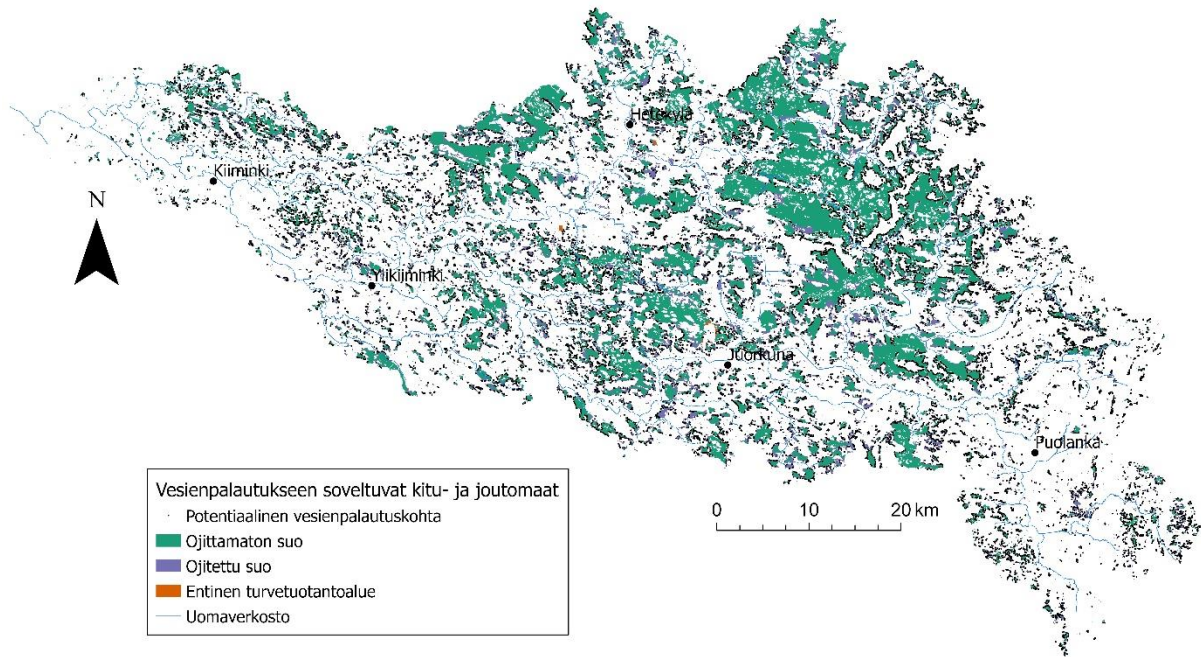 Hetekylä
Kiiminki
N
Ylikiiminki
Juorkuna
Puolanka
Vesienpalautukseen soveltuvat kitu- ja joutomaat
Potentiaalinen vesienpalautuskohta
Ojittamaton suo
Ojitettu suo
Entinen turvetuotantoalue
Uomaverkosto
0 10 20 km